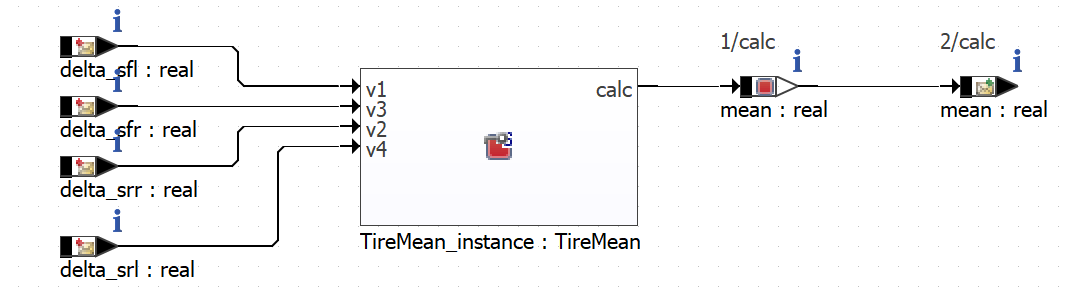 i
delta_sfl : real
i
delta_sfr : real
i
delta_srr : real
i
delta_srl : real
v1
v3
v2
v4
calc
TireMean_instance : TireMean
1/calc
i
mean : real
2/calc
i
mean : real